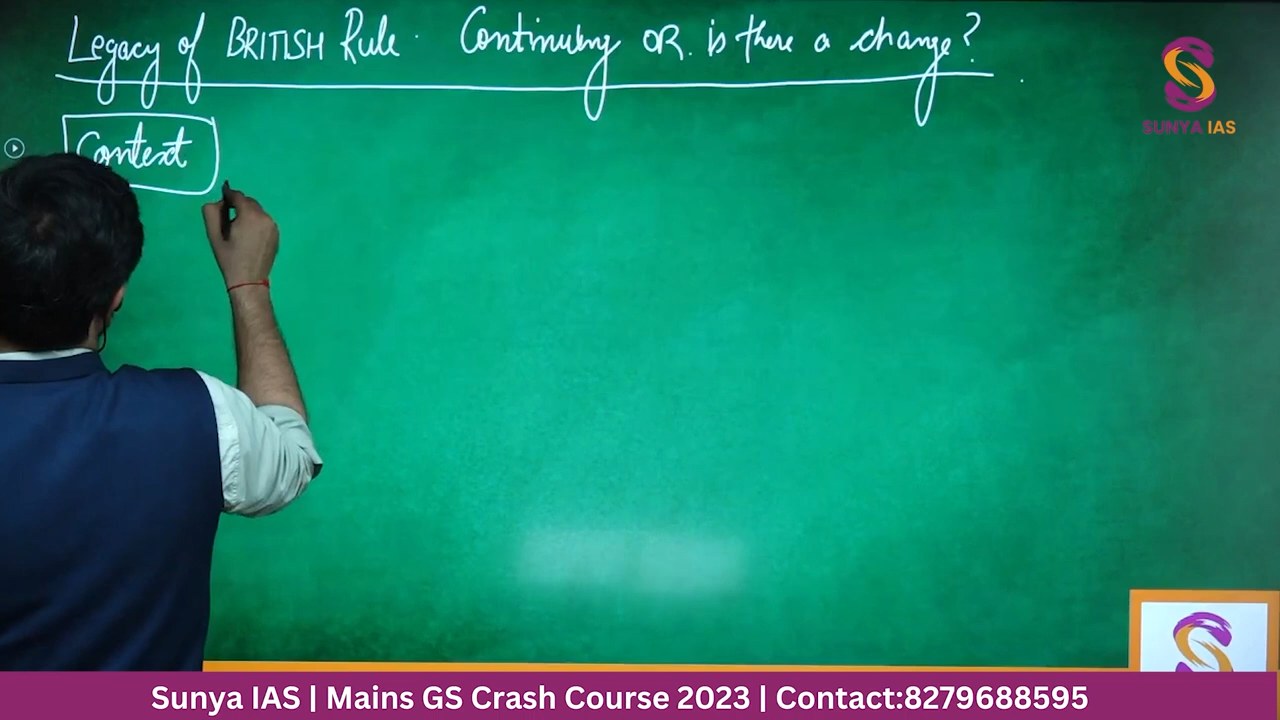 Legacy of BRITISH Rule. Continuing OR is there a change?
SUNYA IAS
Context
Sunya IAS | Mains GS Crash Course 2023 | Contact:8279688595